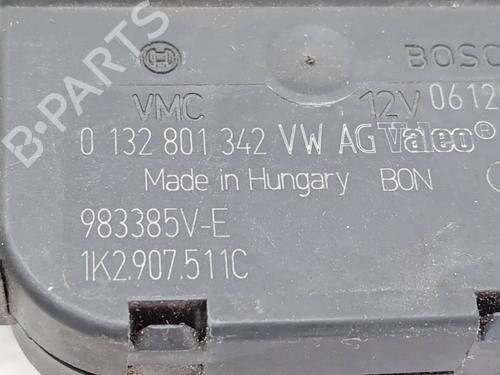 B-PARTS
BOSC
VMC 12V 0612
0 132 801 342 VW AG Valeo ®
Made in Hungary BON
983385V-E
1K2.907.511C